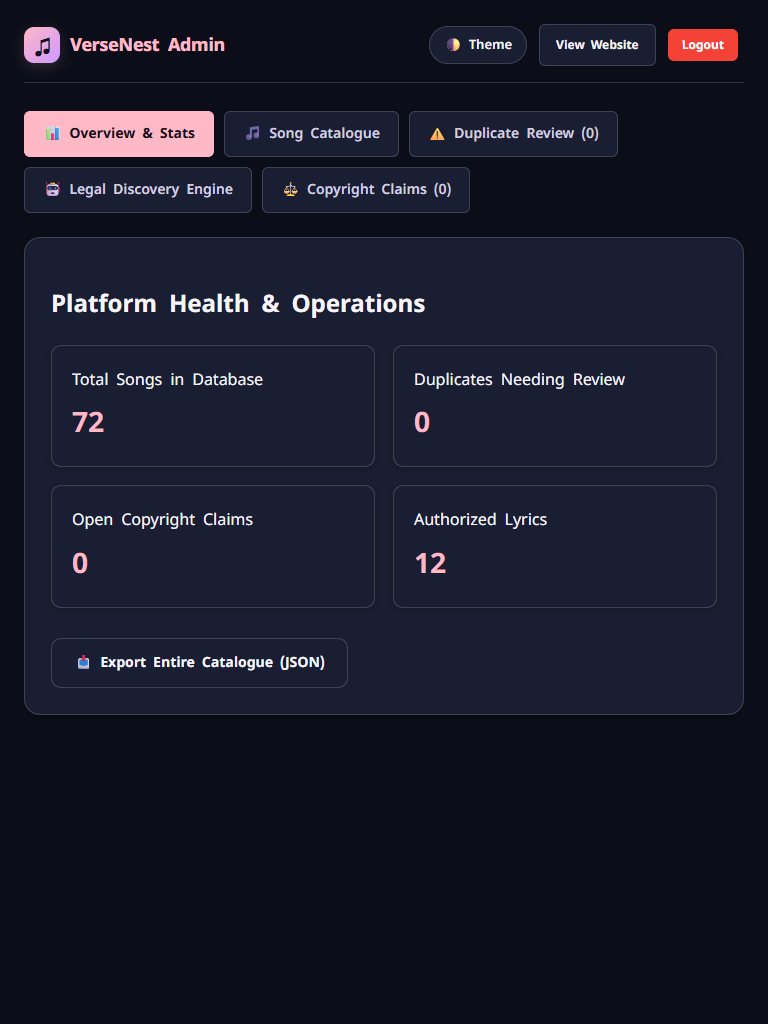 VerseNest Admin
Theme
View Website
Logout
Overview & Stats
Song Catalogue
Duplicate Review (0)
Legal Discovery Engine
Copyright Claims (0)
Platform Health & Operations
Total Songs in Database
72
Duplicates Needing Review
0
Open Copyright Claims
0
Authorized Lyrics
12
Export Entire Catalogue (JSON)